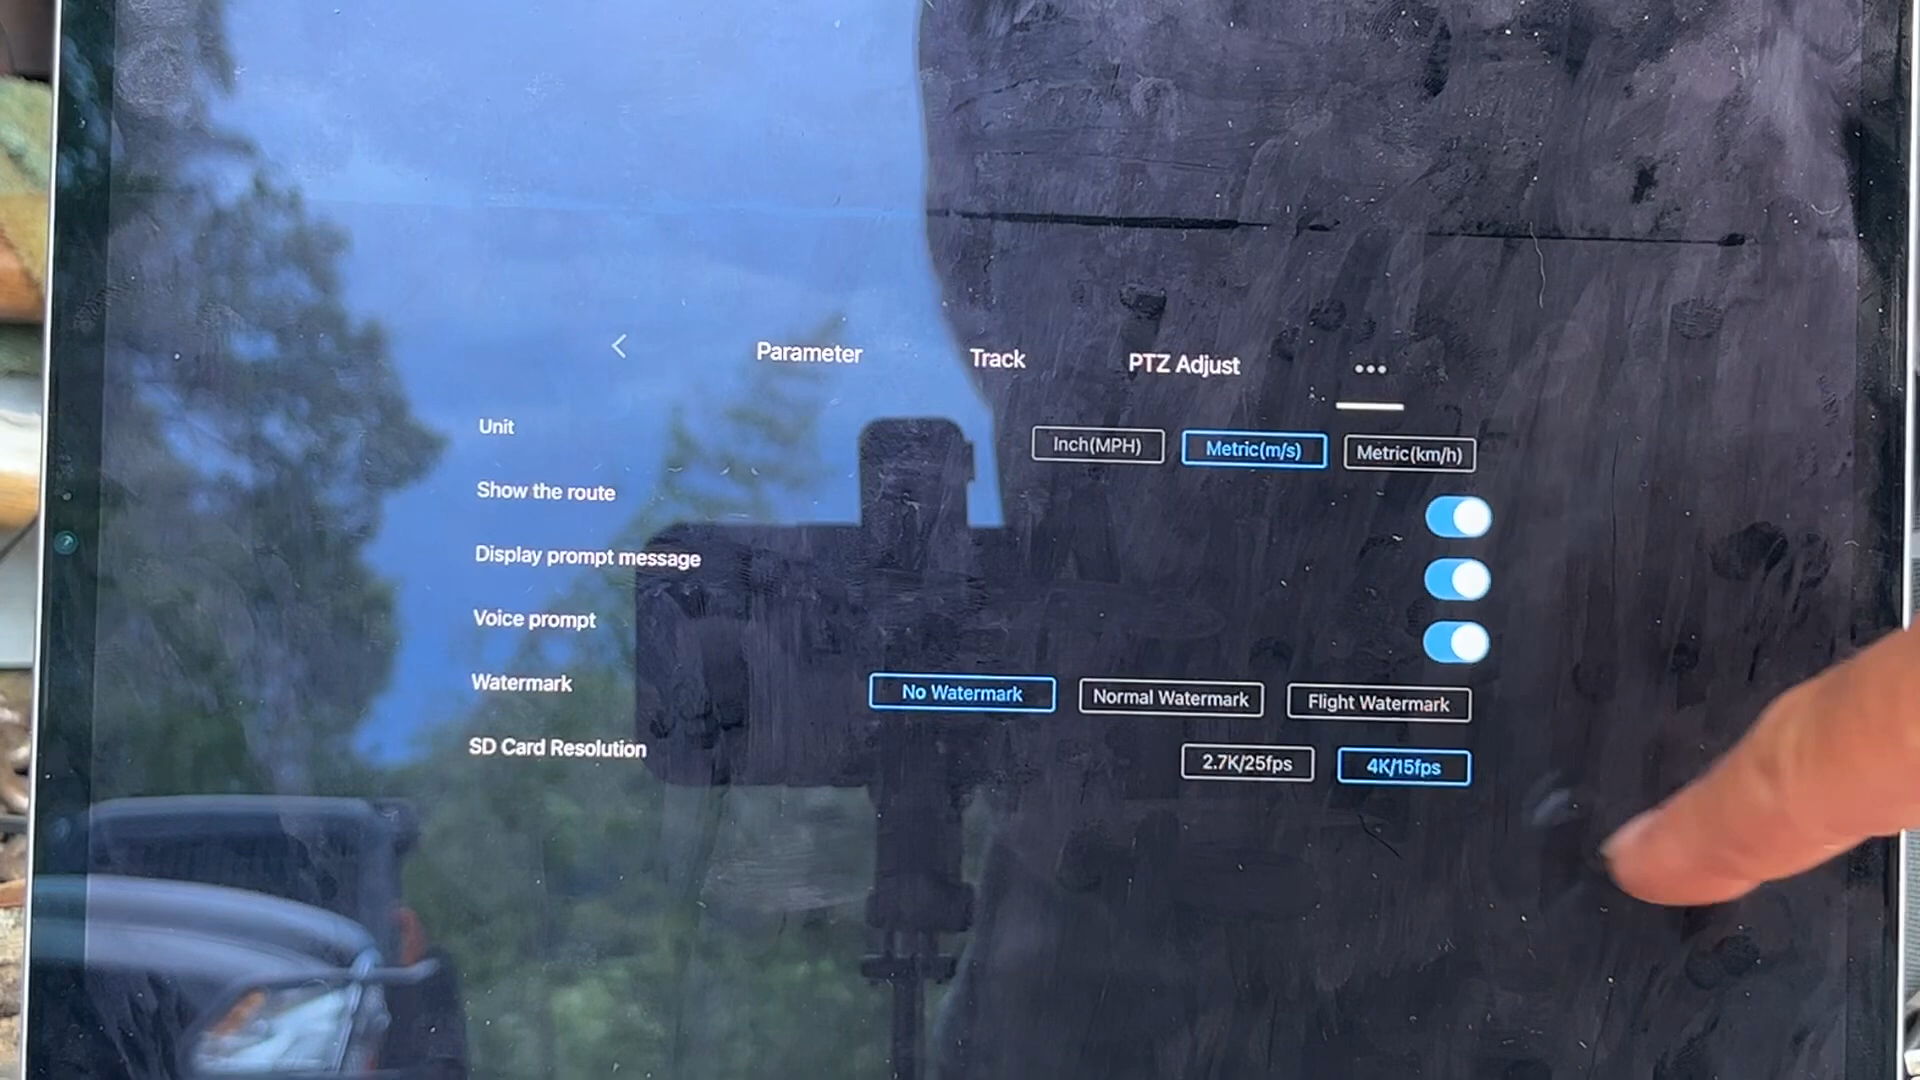 < Parameter Track PTZ Adjust •••
Unit Inch(MPH) Metric(m/s) Metric(km/h)
Show the route
Display prompt message
Voice prompt
Watermark No Watermark Normal Watermark Flight Watermark
SD Card Resolution 2.7K/25fps 4K/15fps